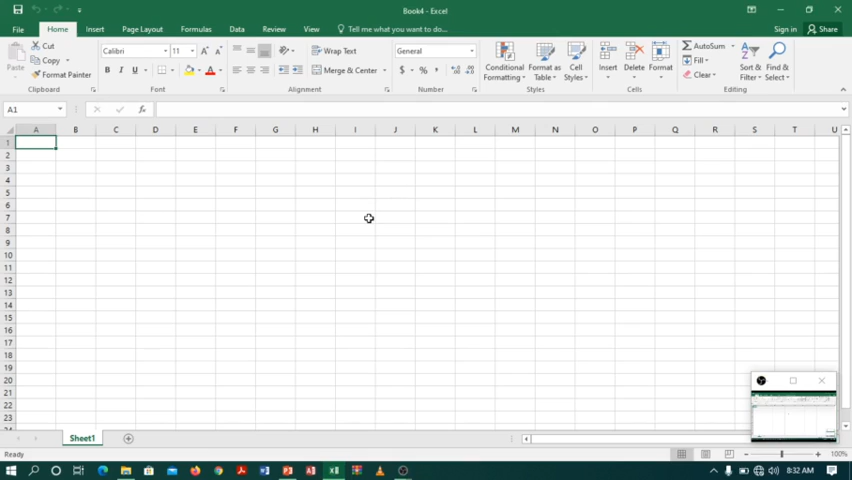 Book4 - Excel
File Home Insert Page Layout Formulas Data Review View Tell me what you want to do... Sign in Share
Paste Cut Copy Format Painter
Calibri 11 B I U A A A
Wrap Text
Merge & Center
General
$ % ,
Conditional Formatting Format as Table Cell Styles
Insert Delete Format
AutoSum Fill Clear
Sort & Filter Find & Select
Clipboard Font Alignment Number Styles Cells Editing
A1 fx
A B C D E F G H I J K L M N O P Q R S T U
1
2
3
4
5
6
7
8
9
10
11
12
13
14
15
16
17
18
19
20
21
22
23
Sheet1
Ready 100%
8:32 AM